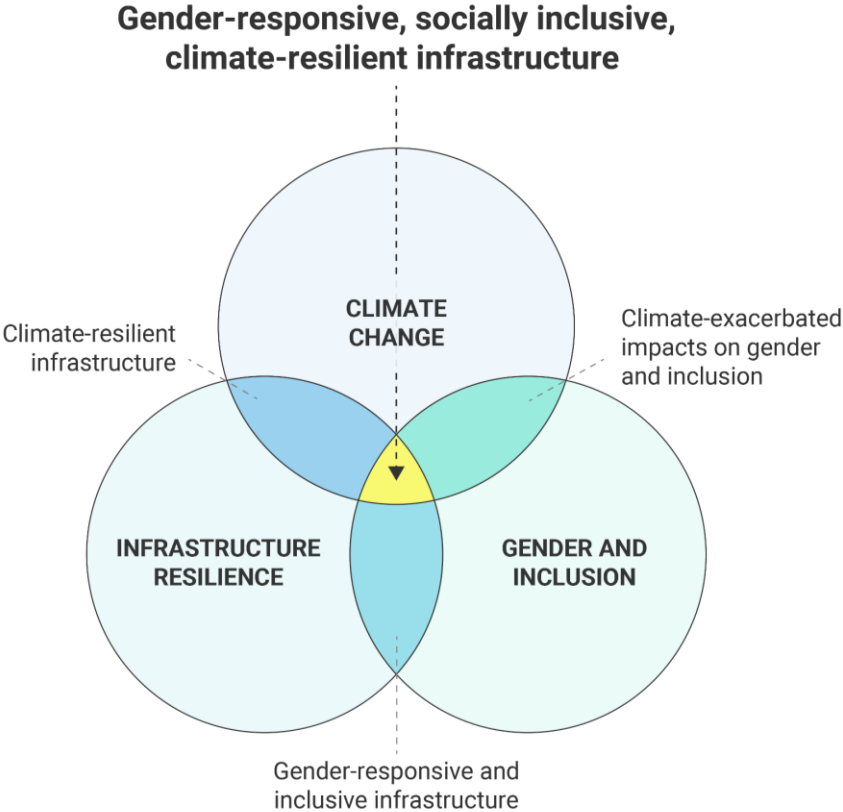 Gender-responsive, socially inclusive,
climate-resilient infrastructure
CLIMATE
CHANGE
Climate-resilient
infrastructure
Climate-exacerbated
impacts on gender
and inclusion
INFRASTRUCTURE
RESILIENCE
GENDER AND
INCLUSION
Gender-responsive and
inclusive infrastructure